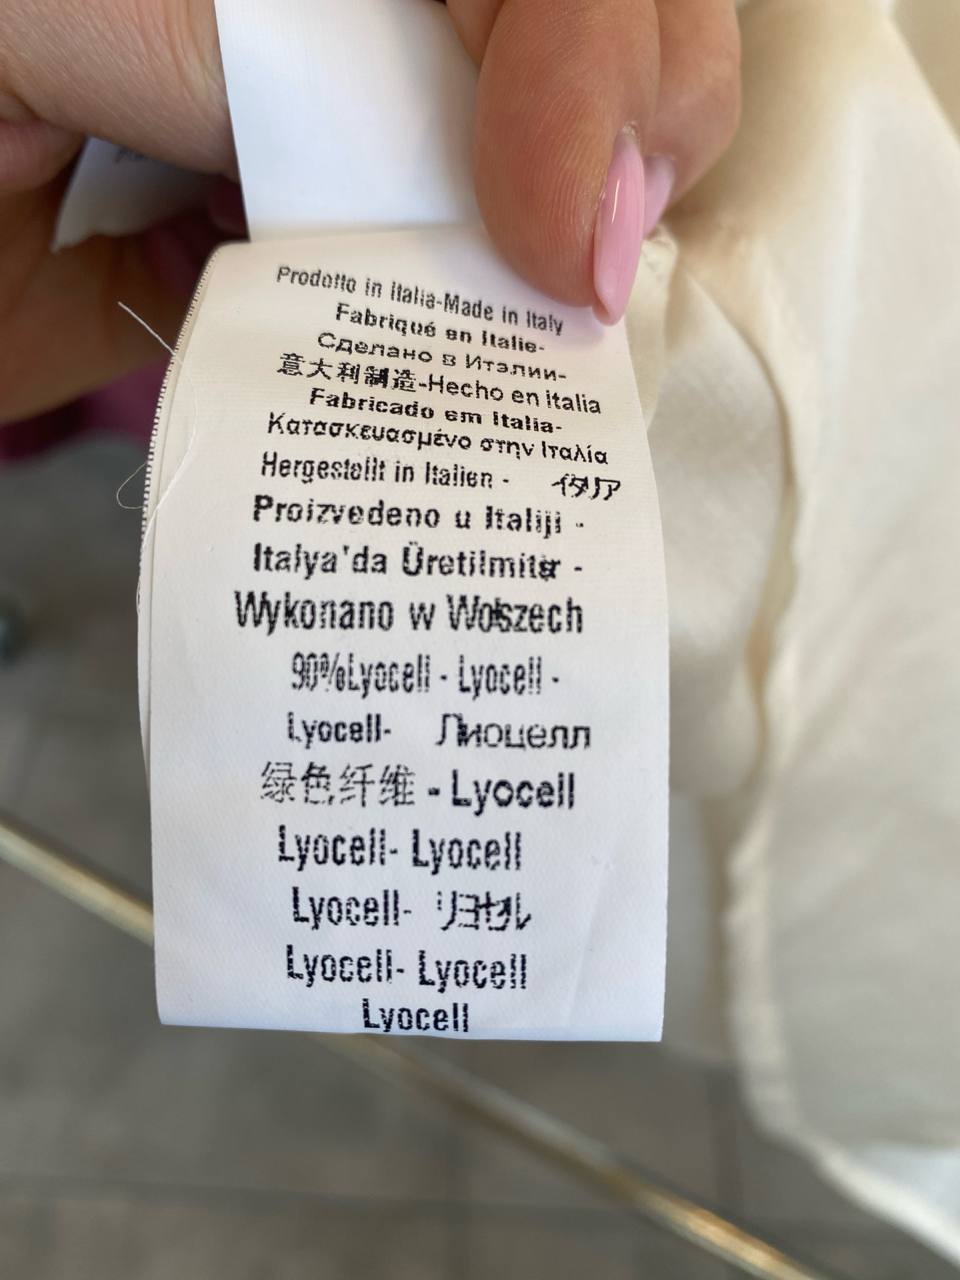 Prodotto in Italia-Made in Italy
Fabriqué en Italie-
Сделано в Италии-
意大利制造-Hecho en italia
Fabricado em Italia-
Κατασκευασμένο στην Ιταλία
Hergestellt in Italien - イタリア
Proizvedeno u Italiji -
Italya'da Üretilmitşr -
Wykonano w Wołszech
90%Lyocell - Lyocell -
Lyocell- Лиоцелл
绿色纤维 - Lyocell
Lyocell- Lyocell
Lyocell- リヨセル
Lyocell- Lyocell
Lyocell